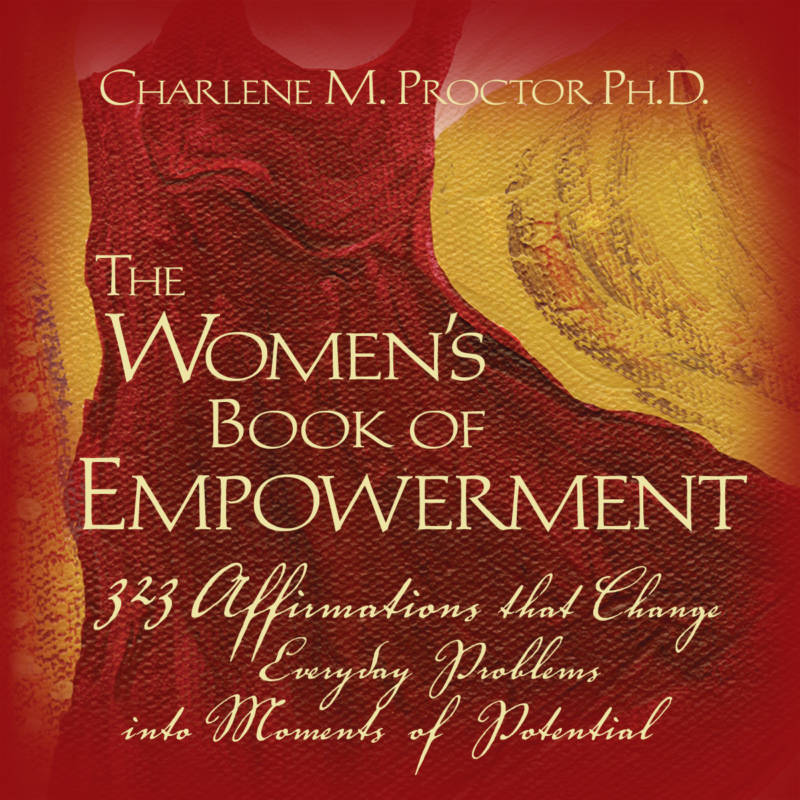 Charlene M. Proctor Ph.D.
The
Women's
Book of
Empowerment
323 Affirmations that Change
Everyday Problems
into Moments of Potential